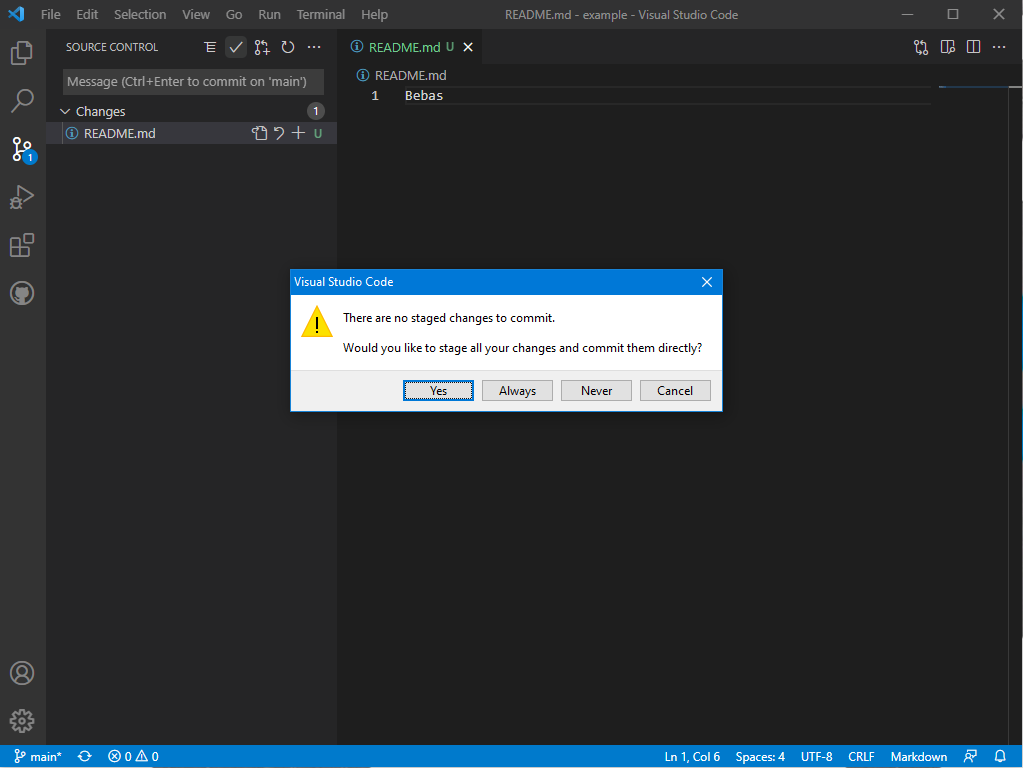 File Edit Selection View Go Run Terminal Help README.md - example - Visual Studio Code
SOURCE CONTROL
README.md U
Message (Ctrl+Enter to commit on 'main')
README.md
1 Bebas
Changes 1
README.md U
1
Visual Studio Code
There are no staged changes to commit.
Would you like to stage all your changes and commit them directly?
Yes Always Never Cancel
main* 0 0 Ln 1, Col 6 Spaces: 4 UTF-8 CRLF Markdown